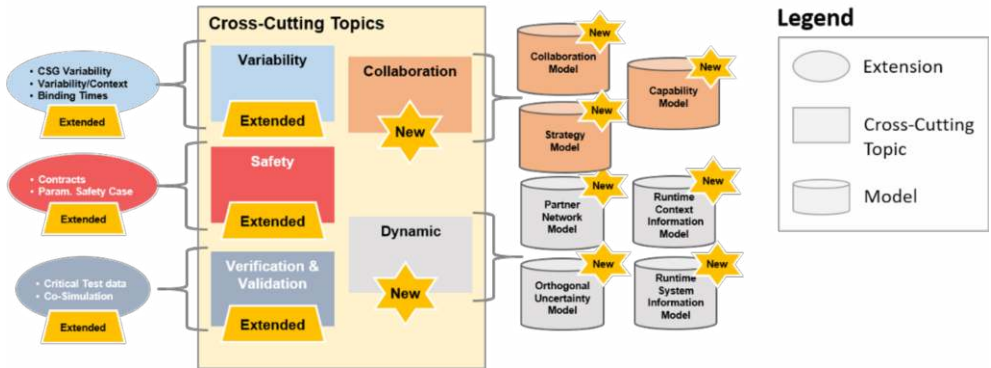 Cross-Cutting Topics
• CSG Variability
• Variability/Context
• Binding Times
Extended
Variability
Extended
Collaboration
New
Collaboration
Model
New
Capability
Model
New
Strategy
Model
New
• Contracts
• Param. Safety Case
Extended
Safety
Extended
Partner
Network
Model
New
Runtime
Context
Information
Model
New
• Critical Test data
• Co-Simulation
Extended
Verification &
Validation
Extended
Dynamic
New
Orthogonal
Uncertainty
Model
New
Runtime
System
Information
Model
New
Legend
Extension
Cross-Cutting
Topic
Model